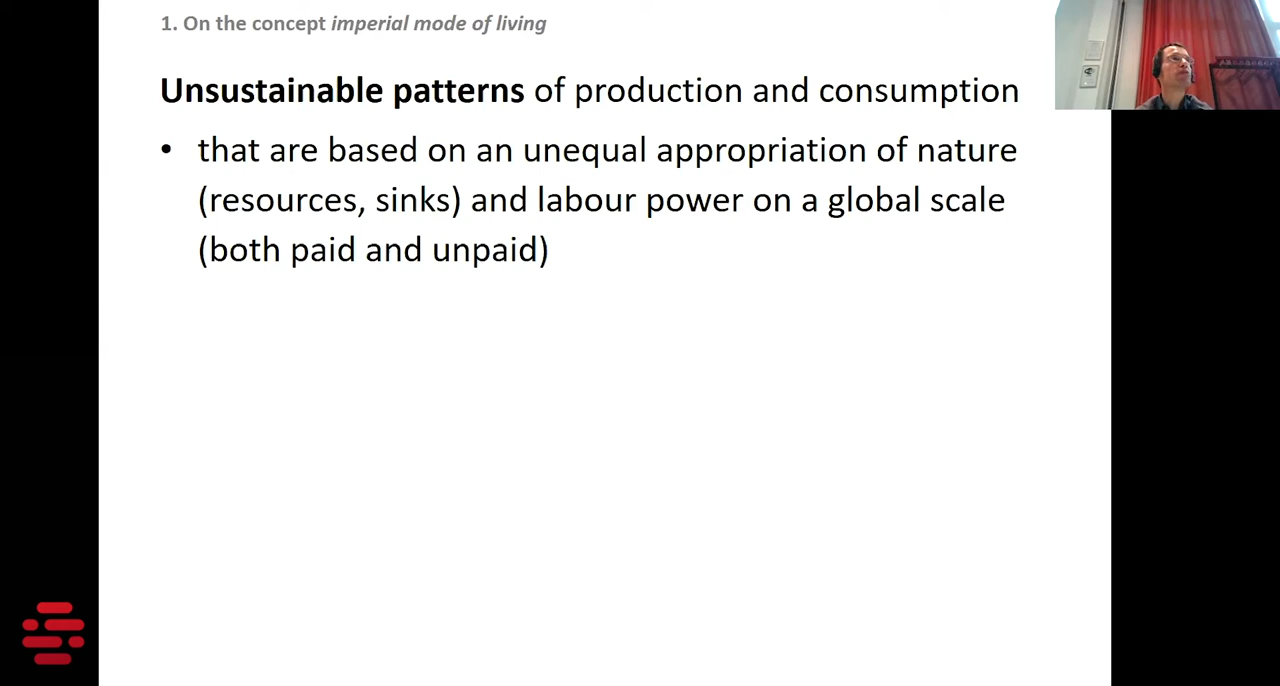 1. On the concept imperial mode of living
Unsustainable patterns of production and consumption
• that are based on an unequal appropriation of nature
(resources, sinks) and labour power on a global scale
(both paid and unpaid)